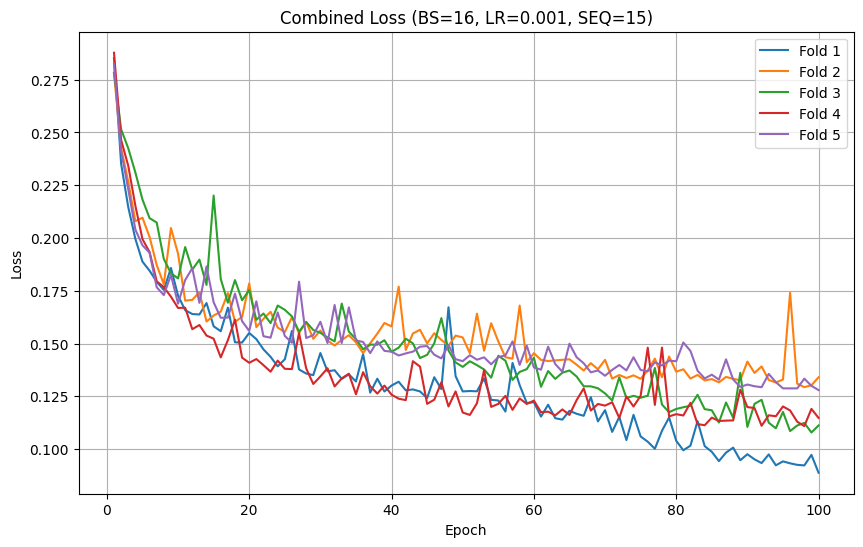 Combined Loss (BS=16, LR=0.001, SEQ=15)
Fold 1
Fold 2
Fold 3
Fold 4
Fold 5
Loss
0.275
0.250
0.225
0.200
0.175
0.150
0.125
0.100
0
20
40
60
80
100
Epoch